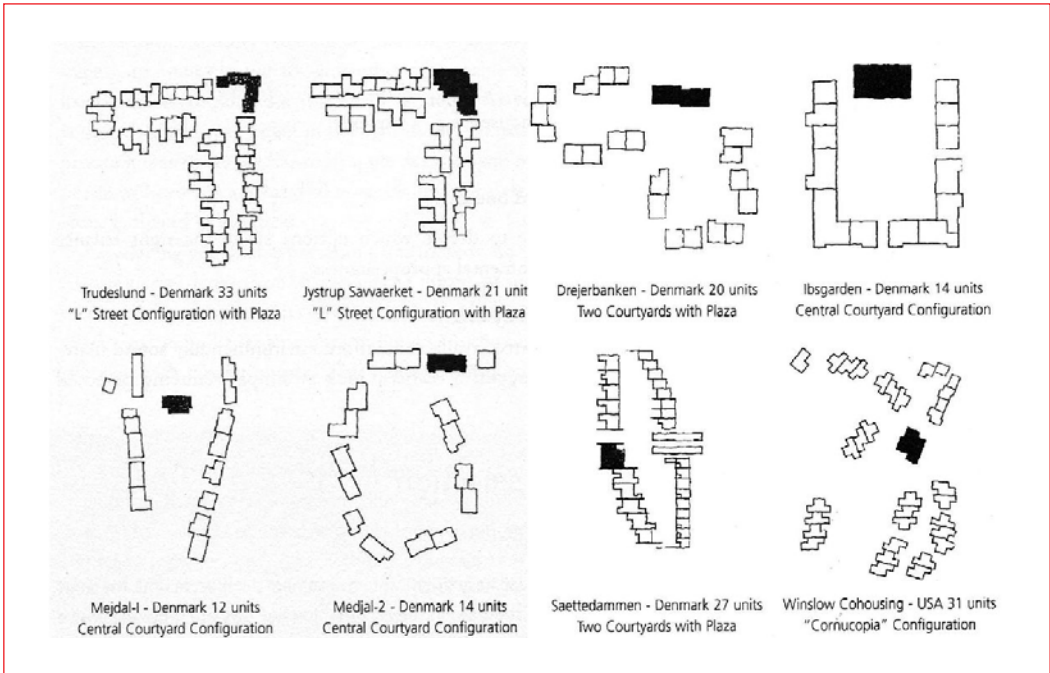 Trudeslund - Denmark 33 units
"L" Street Configuration with Plaza
Jystrup Savvaerket - Denmark 21 unit
"L" Street Configuration with Plaza
Drejerbanken - Denmark 20 units
Two Courtyards with Plaza
Ibsgarden - Denmark 14 units
Central Courtyard Configuration
Mejdal-I - Denmark 12 units
Central Courtyard Configuration
Medjal-2 - Denmark 14 units
Central Courtyard Configuration
Saettedammen - Denmark 27 units
Two Courtyards with Plaza
Winslow Cohousing - USA 31 units
"Cornucopia" Configuration